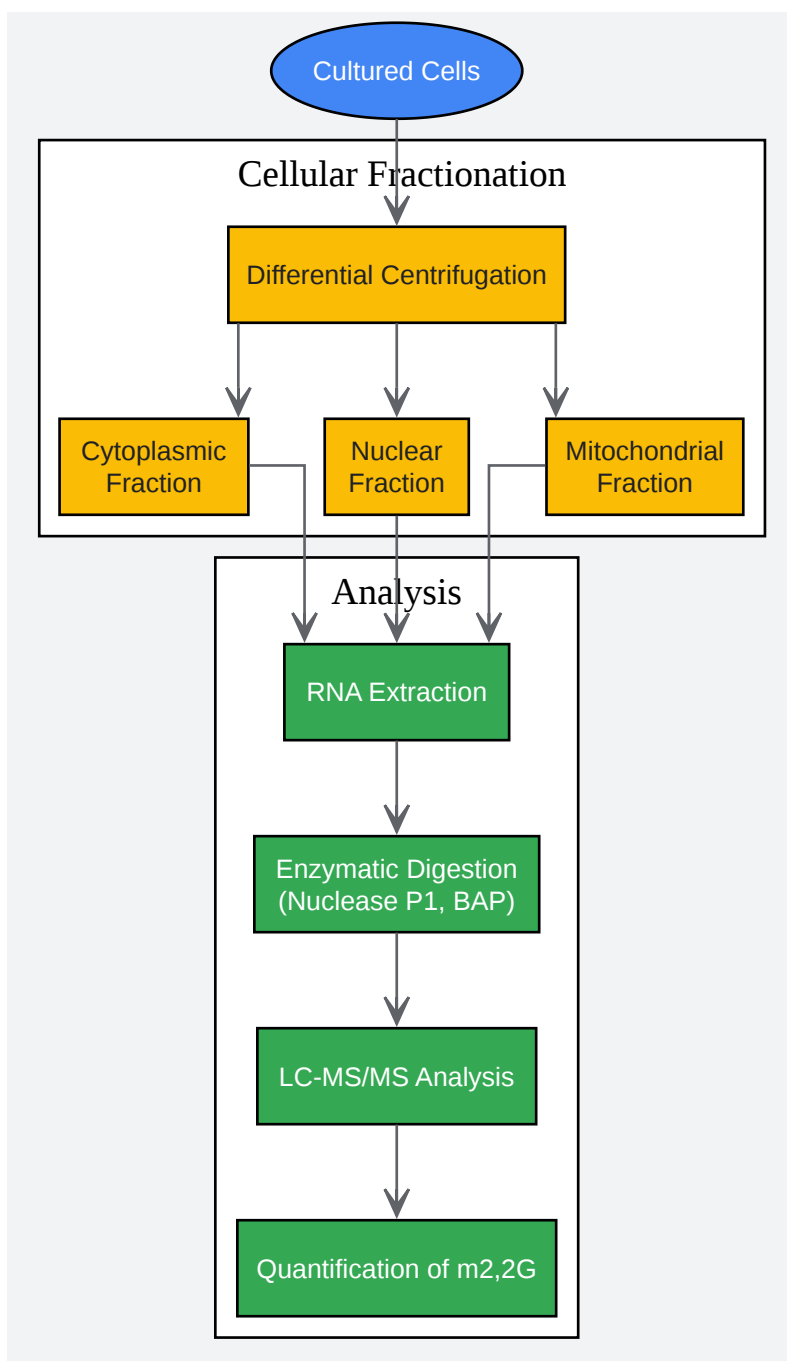 Cultured Cells
Cellular Fractionation
Differential Centrifugation
Cytoplasmic
Fraction
Nuclear
Fraction
Mitochondrial
Fraction
Analysis
RNA Extraction
Enzymatic Digestion
(Nuclease P1, BAP)
LC-MS/MS Analysis
Quantification of m2,2G